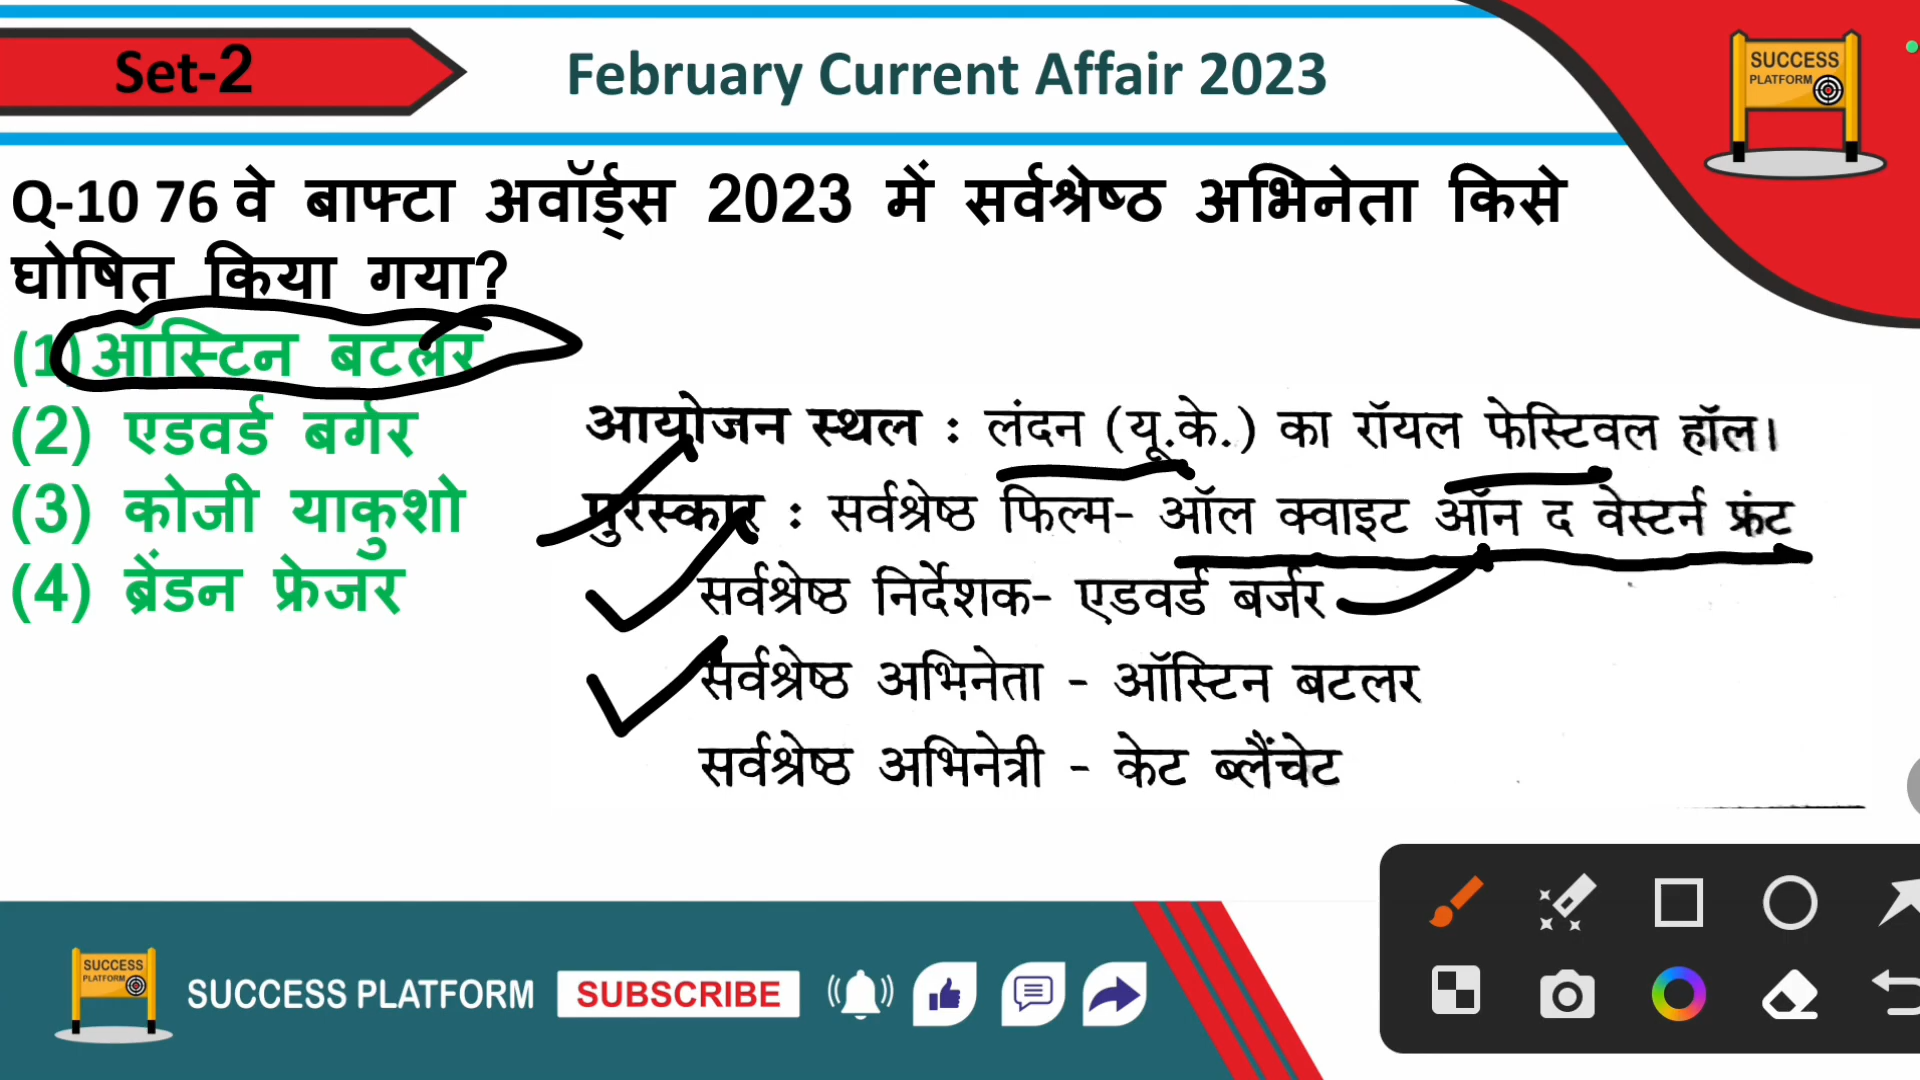 Set-2
February Current Affair 2023
SUCCESS
PLATFORM
Q-10 76 वे बाफ्टा अवॉर्ड्स 2023 में सर्वश्रेष्ठ अभिनेता किसे
घोषित किया गया?
(1) ऑस्टिन बटलर
(2) एडवर्ड बर्गर
(3) कोजी याकुशो
(4) ब्रेंडन फ्रेजर
आयोजन स्थल : लंदन (यू.के.) का रॉयल फेस्टिवल हॉल।
पुरस्कार : सर्वश्रेष्ठ फिल्म- ऑल क्वाइट ऑन द वेस्टर्न फ्रंट
सर्वश्रेष्ठ निर्देशक- एडवर्ड बर्जर
सर्वश्रेष्ठ अभिनेता - ऑस्टिन बटलर
सर्वश्रेष्ठ अभिनेत्री - केट ब्लैंचेट
SUCCESS
PLATFORM
SUCCESS PLATFORM
SUBSCRIBE